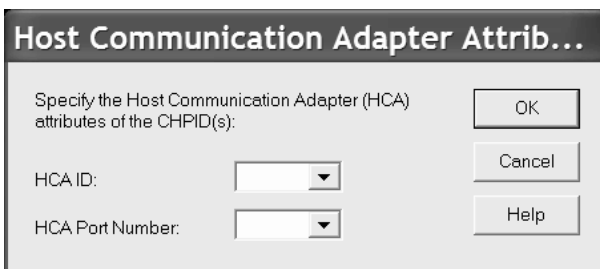 Host Communication Adapter Attrib...
Specify the Host Communication Adapter (HCA)
attributes of the CHPID(s):
OK
Cancel
HCA ID:
Help
HCA Port Number: